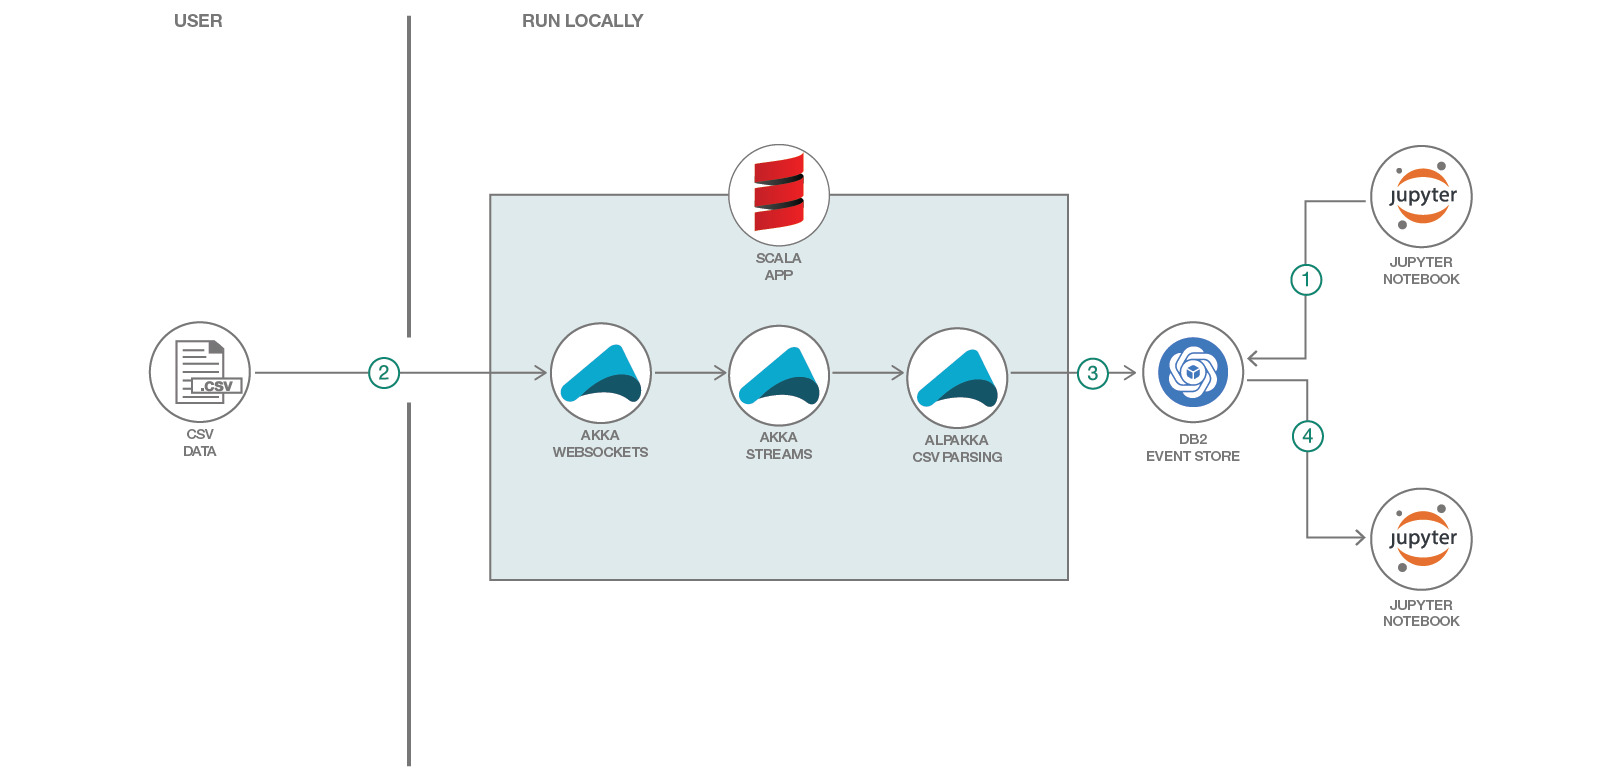 USER
RUN LOCALLY
SCALA
APP
jupyter
JUPYTER
NOTEBOOK
1
.CSV
CSV
DATA
2
AKKA
WEBSOCKETS
AKKA
STREAMS
ALPAKKA
CSV PARSING
3
DB2
EVENT STORE
4
jupyter
JUPYTER
NOTEBOOK